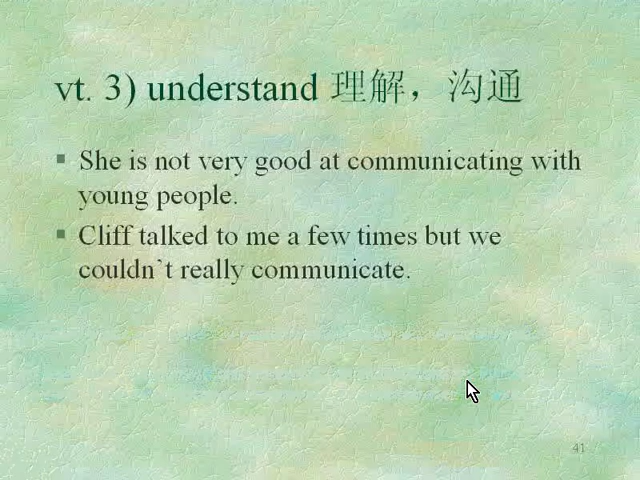 vt. 3) understand 理解，沟通
▪ She is not very good at communicating with
young people.
▪ Cliff talked to me a few times but we
couldn`t really communicate.
41